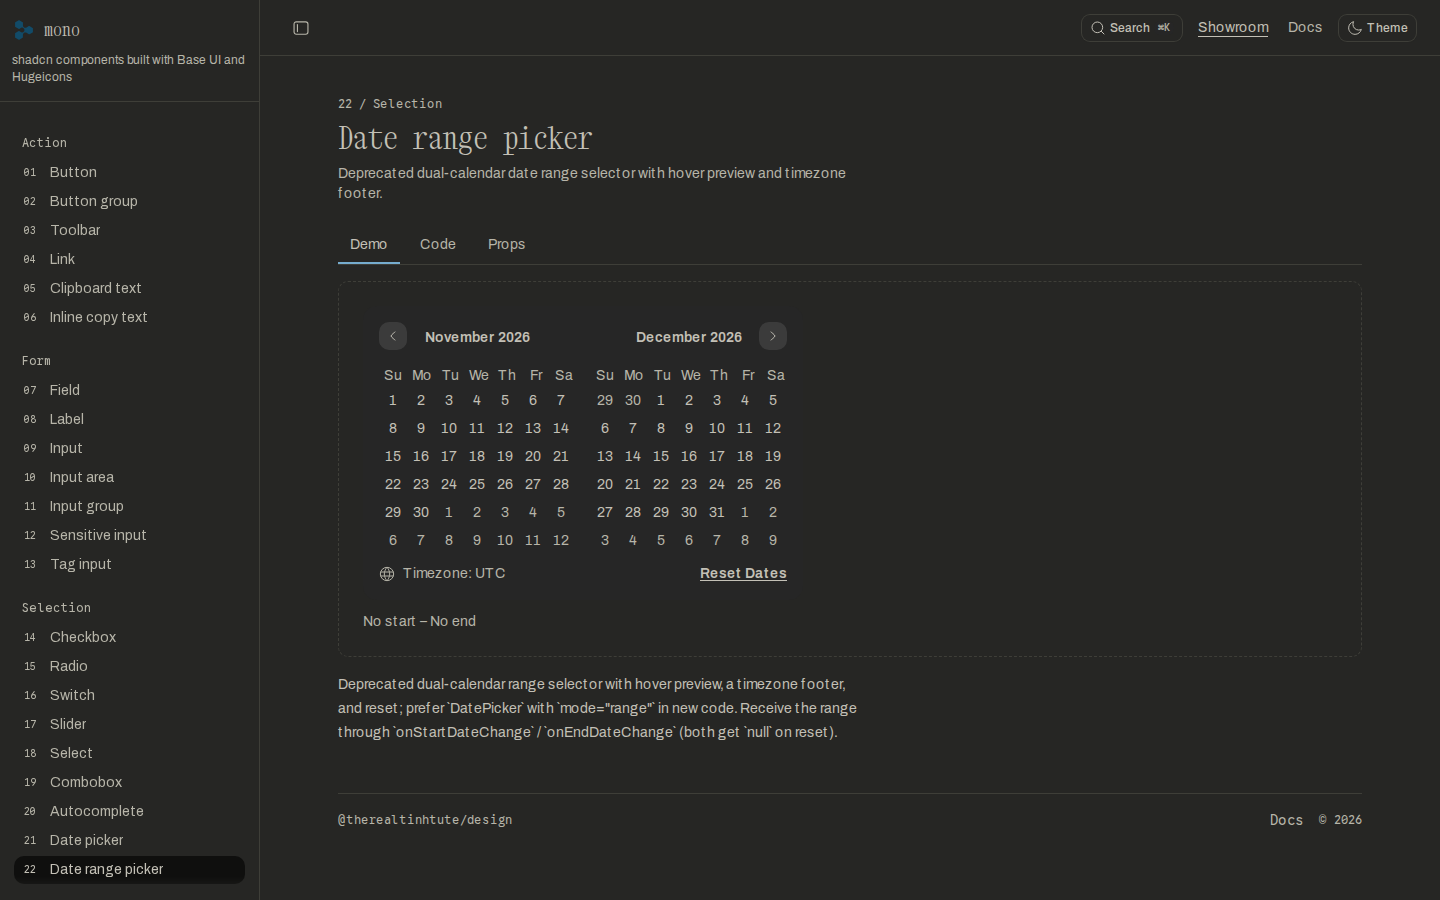 mono
shadcn components built with Base UI and
Hugeicons
Action
01 Button
02 Button group
03 Toolbar
04 Link
05 Clipboard text
06 Inline copy text
Form
07 Field
08 Label
09 Input
10 Input area
11 Input group
12 Sensitive input
13 Tag input
Selection
14 Checkbox
15 Radio
16 Switch
17 Slider
18 Select
19 Combobox
20 Autocomplete
21 Date picker
22 Date range picker
Search ⌘K Showroom Docs Theme
22 / Selection
Date range picker
Deprecated dual-calendar date range selector with hover preview and timezone
footer.
Demo Code Props
November 2026 December 2026
Su Mo Tu We Th Fr Sa Su Mo Tu We Th Fr Sa
1 2 3 4 5 6 7 29 30 1 2 3 4 5
8 9 10 11 12 13 14 6 7 8 9 10 11 12
15 16 17 18 19 20 21 13 14 15 16 17 18 19
22 23 24 25 26 27 28 20 21 22 23 24 25 26
29 30 1 2 3 4 5 27 28 29 30 31 1 2
6 7 8 9 10 11 12 3 4 5 6 7 8 9
Timezone: UTC Reset Dates
No start – No end
Deprecated dual-calendar range selector with hover preview, a timezone footer,
and reset; prefer `DatePicker` with `mode="range"` in new code. Receive the range
through `onStartDateChange` / `onEndDateChange` (both get `null` on reset).
@therealtinhtute/design Docs © 2026